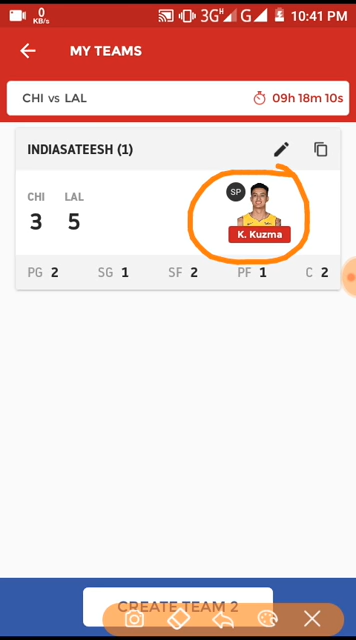 0 KB/s 3G H G 10:41 PM
MY TEAMS
CHI vs LAL 09h 18m 10s
INDIASATEESH (1)
CHI LAL SP
3 5
K. Kuzma
PG 2 SG 1 SF 2 PF 1 C 2
CREATE TEAM 2